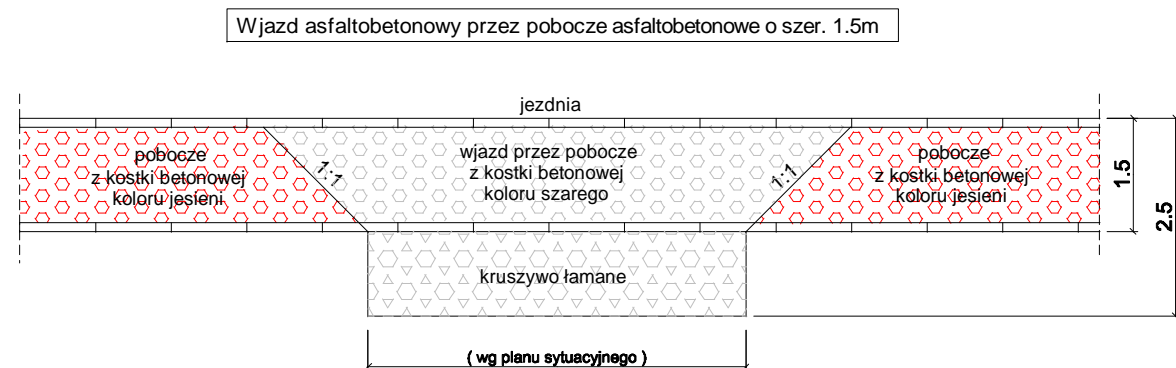 Wjazd asfaltobetonowy przez pobocze asfaltobetonowe o szer. 1.5m
jezdnia
pobocze
z kostki betonowej
koloru jesieni
1:1
wjazd przez pobocze
z kostki betonowej
koloru szarego
1:1
pobocze
z kostki betonowej
koloru jesieni
1.5
2.5
kruszywo łamane
( wg planu sytuacyjnego )